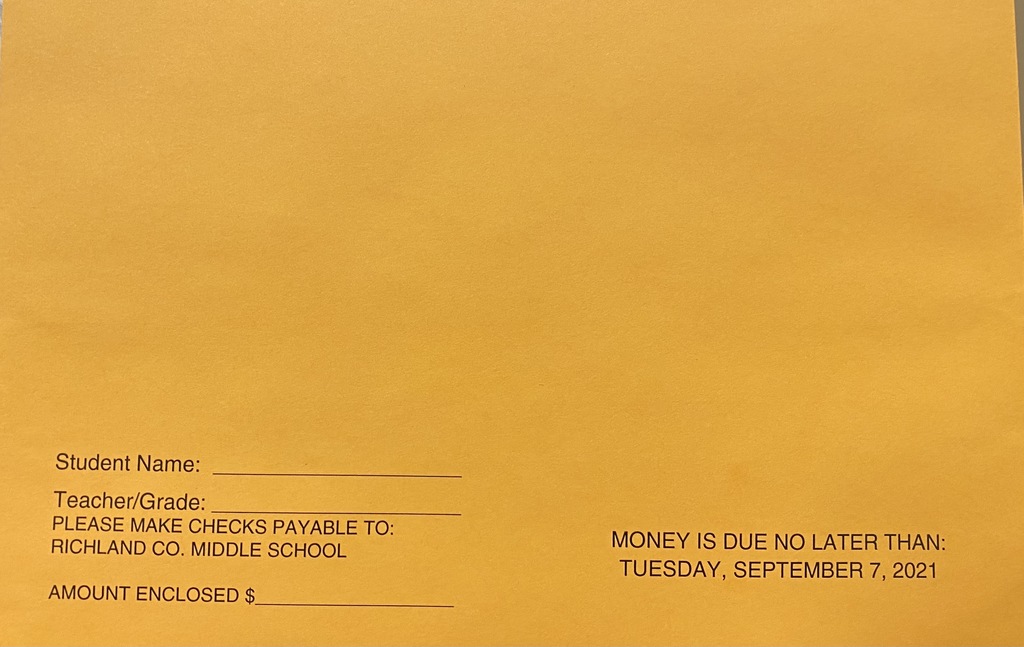 Student Name:
Teacher/Grade:
PLEASE MAKE CHECKS PAYABLE TO:
RICHLAND CO. MIDDLE SCHOOL
AMOUNT ENCLOSED $
MONEY IS DUE NO LATER THAN:
TUESDAY, SEPTEMBER 7, 2021